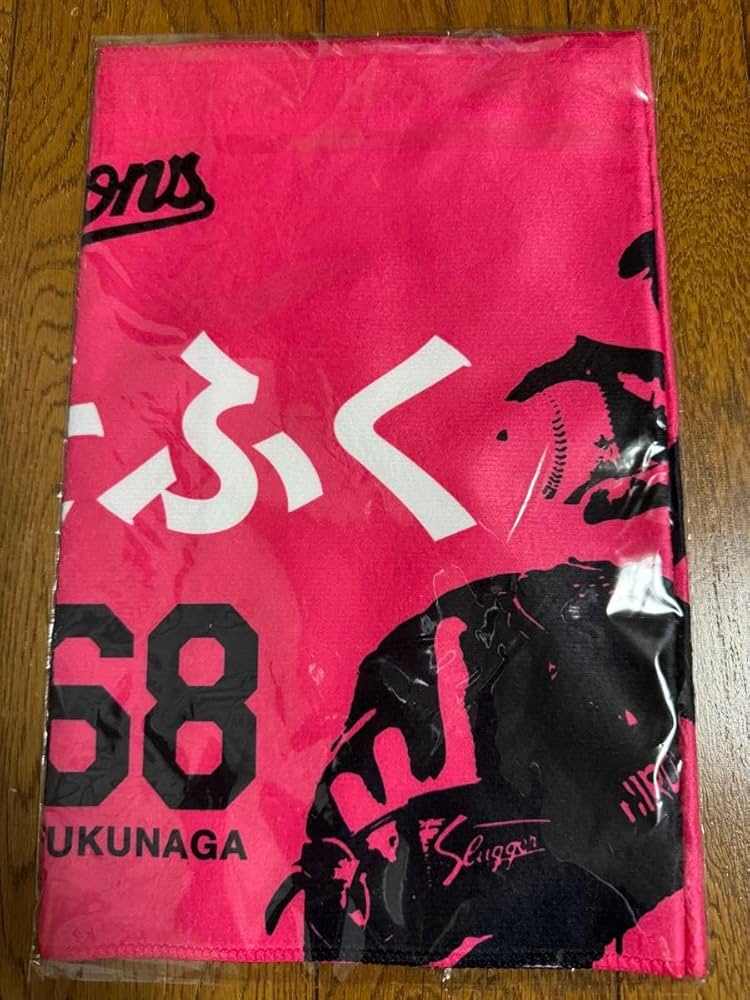 ons
ふく
68
UKUNAGA
Slugger